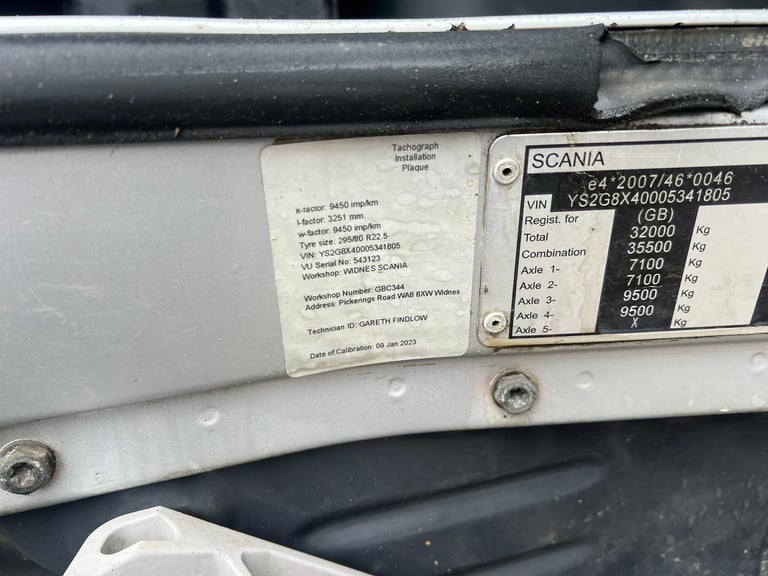 Tachograph
Installation
Plaque
K-factor: 9450 imp/km
l-factor: 3251 mm
w-factor: 9450 imp/km
Tyre size: 295/80 R22.5
VIN: YS2G8X40005341805
VU Serial No: 543123
Workshop: WIDNES SCANIA
Workshop Number: GBC344
Address: Pickerings Road WA8 8XW Widnes
Technician ID: GARETH FINDLOW
Date of Calibration: 09 Jan 2023
SCANIA
e4*2007/46*0046
VIN YS2G8X40005341805
Regist. for (GB)
Total 32000 Kg
Combination 35500 Kg
Axle 1- 7100 Kg
Axle 2- 7100 Kg
Axle 3- 9500 Kg
Axle 4- 9500 Kg
Axle 5- X Kg